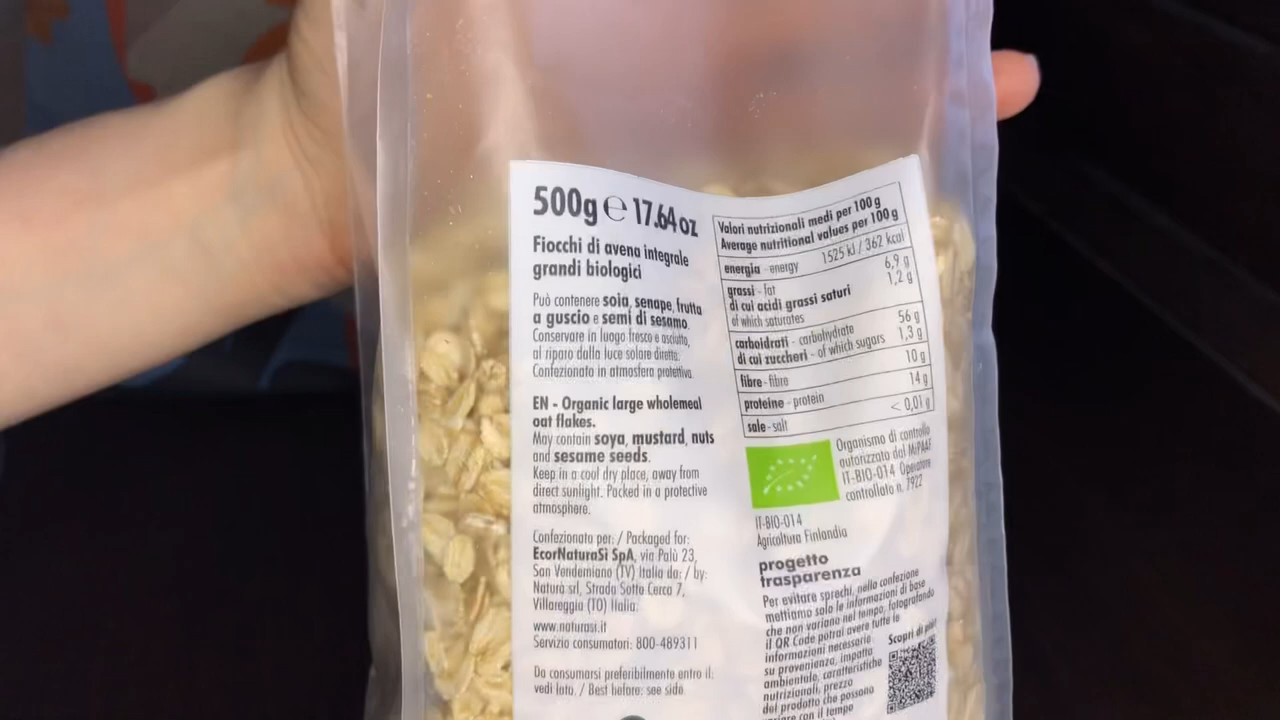 500g ℮ 17.64 oz
Fiocchi di avena integrale
grandi biologici
Può contenere soia, senape, frutta
a guscio e semi di sesamo.
Conservare in luogo fresco e asciutto,
al riparo dalla luce solare diretta.
Confezionato in atmosfera protettiva.
EN - Organic large wholemeal
oat flakes.
May contain soya, mustard, nuts
and sesame seeds.
Keep in a cool dry place, away from
direct sunlight. Packed in a protective
atmosphere.
Confezionato per: / Packaged for:
EcorNaturaSì SpA, via Palù 23,
San Vendemiano (TV) Italia da: / by:
Naturà srl, Strada Sotto Cerca 7,
Villareggia (TO) Italia.
www.naturasi.it
Servizio consumatori: 800-489311
Da consumarsi preferibilmente entro il:
vedi lato. / Best before: see side.
Valori nutrizionali medi per 100 g
Average nutritional values per 100 g
energia - energy 1525 kJ / 362 kcal
grassi - fat 6,9 g
di cui acidi grassi saturi 1,2 g
of which saturates
carboidrati - carbohydrate 56 g
di cui zuccheri - of which sugars 1,3 g
fibre - fibre 10 g
proteine - protein 14 g
sale - salt < 0,01 g
Organismo di controllo
autorizzato dal MiPAAF
IT-BIO-014 Operatore
controllato n. 7922
IT-BIO-014
Agricoltura Finlandia
progetto
trasparenza
Per evitare sprechi, nella confezione
mettiamo solo le informazioni di base
che non variano nel tempo, fotografando
il QR Code potrai avere tutte le
informazioni necessarie
su provenienza, impatto
ambientale, caratteristiche
nutrizionali, prezzo
del prodotto che possono
variare con il tempo
Scopri di più!